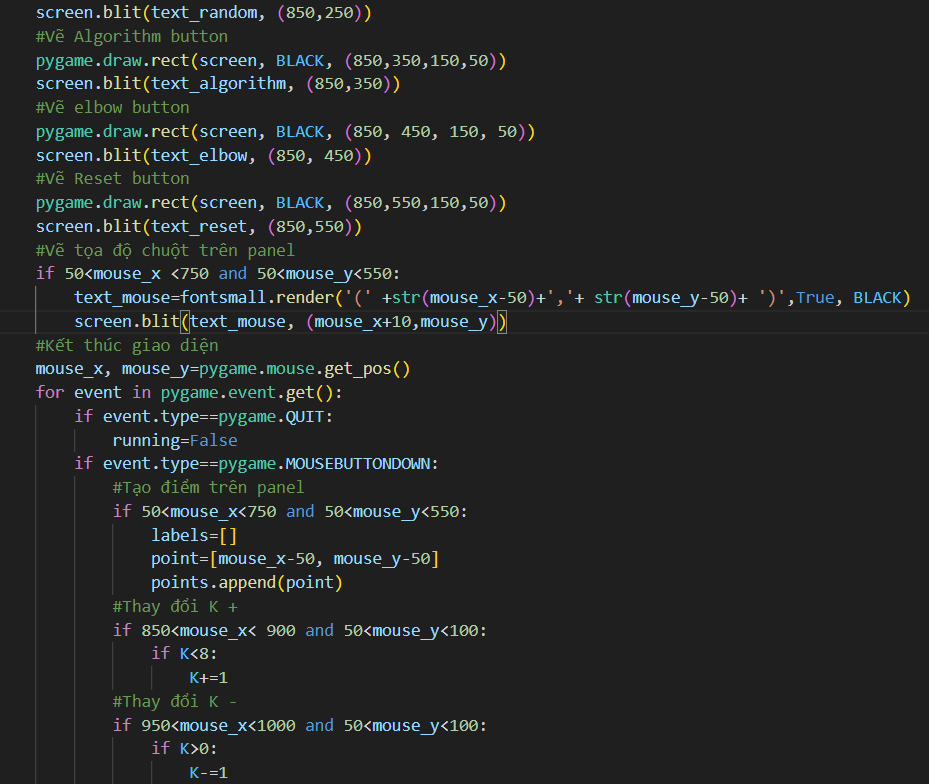 screen.blit(text_random, (850,250))
#Vẽ Algorithm button
pygame.draw.rect(screen, BLACK, (850,350,150,50))
screen.blit(text_algorithm, (850,350))
#Vẽ elbow button
pygame.draw.rect(screen, BLACK, (850, 450, 150, 50))
screen.blit(text_elbow, (850, 450))
#Vẽ Reset button
pygame.draw.rect(screen, BLACK, (850,550,150,50))
screen.blit(text_reset, (850,550))
#Vẽ tọa độ chuột trên panel
if 50<mouse_x <750 and 50<mouse_y<550:
    text_mouse=fontsmall.render('(' +str(mouse_x-50)+','+ str(mouse_y-50)+ ')',True, BLACK)
    screen.blit(text_mouse, (mouse_x+10,mouse_y))
#Kết thúc giao diện
mouse_x, mouse_y=pygame.mouse.get_pos()
for event in pygame.event.get():
    if event.type==pygame.QUIT:
        running=False
    if event.type==pygame.MOUSEBUTTONDOWN:
        #Tạo điểm trên panel
        if 50<mouse_x<750 and 50<mouse_y<550:
            labels=[]
            point=[mouse_x-50, mouse_y-50]
            points.append(point)
        #Thay đổi K +
        if 850<mouse_x< 900 and 50<mouse_y<100:
            if K<8:
                K+=1
        #Thay đổi K -
        if 950<mouse_x<1000 and 50<mouse_y<100:
            if K>0:
                K-=1